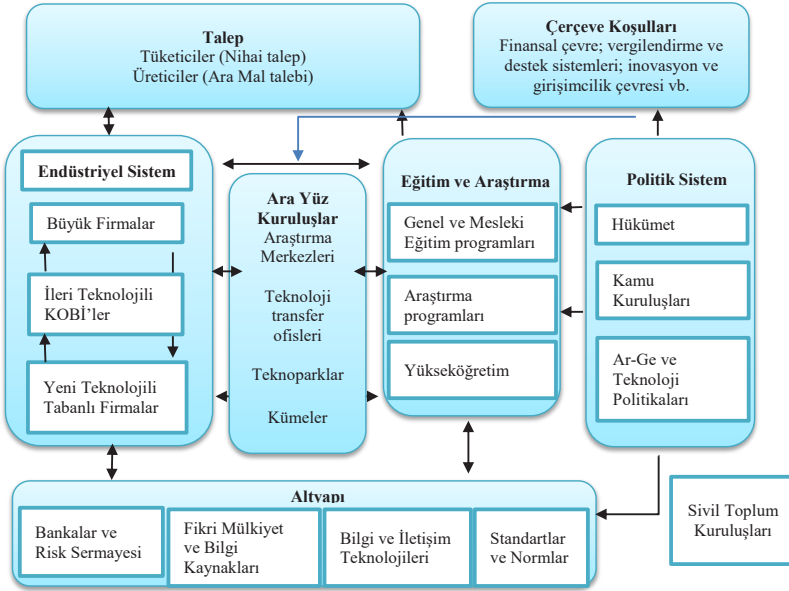 Talep
Tüketiciler (Nihai talep)
Üreticiler (Ara Mal talebi)
Çerçeve Koşulları
Finansal çevre; vergilendirme ve
destek sistemleri; inovasyon ve
girişimcilik çevresi vb.
Endüstriyel Sistem
Büyük Firmalar
İleri Teknolojili
KOBİ’ler
Yeni Teknolojili
Tabanlı Firmalar
Ara Yüz
Kuruluşlar
Araştırma
Merkezleri
Teknoloji
transfer
ofisleri
Teknoparklar
Kümeler
Eğitim ve Araştırma
Genel ve Mesleki
Eğitim programları
Araştırma
programları
Yükseköğretim
Politik Sistem
Hükümet
Kamu
Kuruluşları
Ar-Ge ve
Teknoloji
Politikaları
Altyapı
Bankalar ve
Risk Sermayesi
Fikri Mülkiyet
ve Bilgi
Kaynakları
Bilgi ve İletişim
Teknolojileri
Standartlar
ve Normlar
Sivil Toplum
Kuruluşları